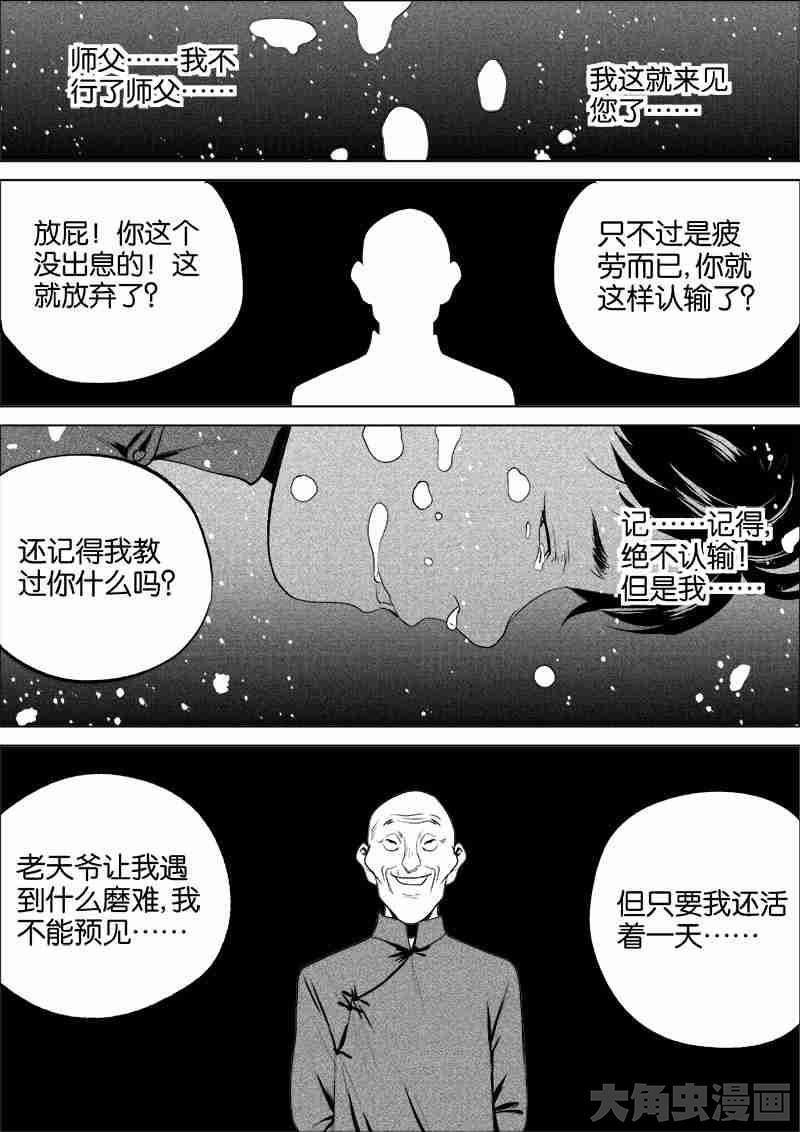 师父……我不
行了师父……
我这就来见
您了……
放屁！你这个
没出息的！这
就放弃了？
只不过是疲
劳而已,你就
这样认输了？
还记得我教
过你什么吗？
记……记得,
绝不认输！
但是我……
老天爷让我遇
到什么磨难,我
不能预见……
但只要我还活
着一天……
大角虫漫画